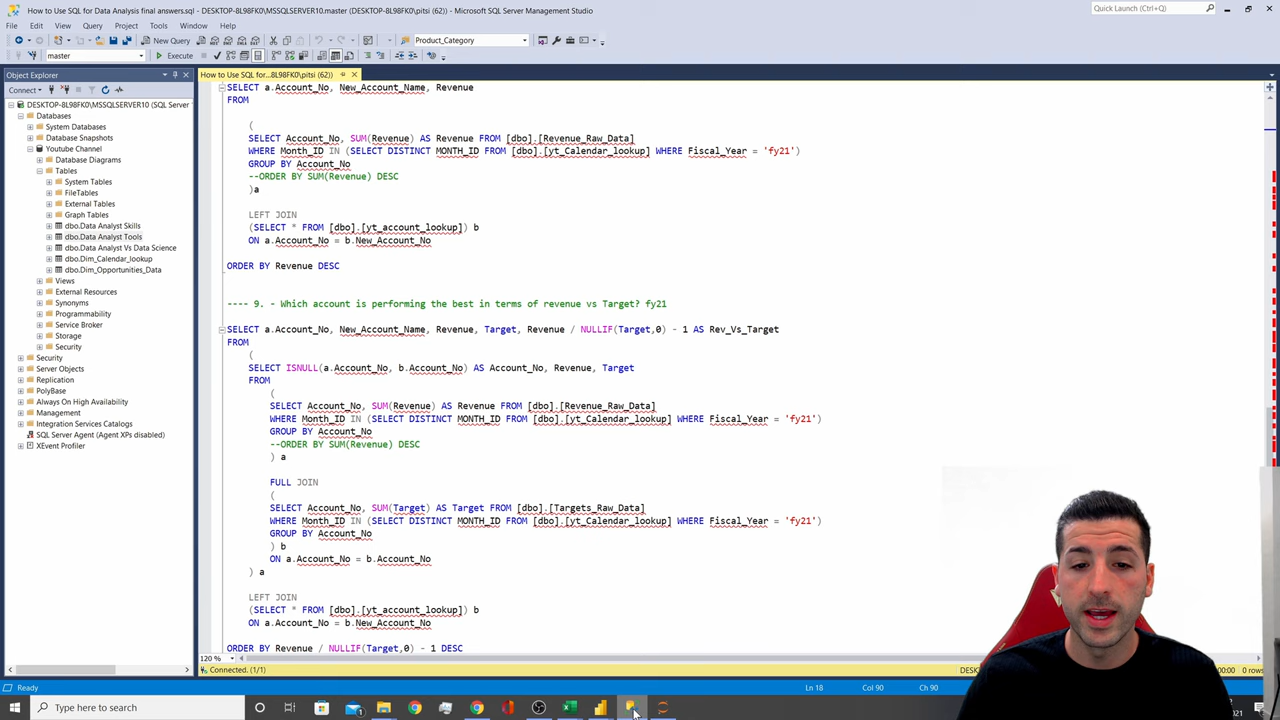 How to Use SQL for Data Analysis final answers.sql - DESKTOP-8L98FK0\MSSQLSERVER10.master (DESKTOP-8L98FK0\pitsi (62)) - Microsoft SQL Server Management Studio
Quick Launch (Ctrl+Q)
File Edit View Query Project Tools Window Help
New Query
Product_Category
master
Execute
Object Explorer
Connect
DESKTOP-8L98FK0\MSSQLSERVER10 (SQL Server
Databases
System Databases
Database Snapshots
Youtube Channel
Database Diagrams
Tables
System Tables
FileTables
External Tables
Graph Tables
dbo.Data Analyst Skills
dbo.Data Analyst Tools
dbo.Data Analyst Vs Data Science
dbo.Dim_Calendar_lookup
dbo.Dim_Opportunities_Data
Views
External Resources
Synonyms
Programmability
Service Broker
Storage
Security
Security
Server Objects
Replication
PolyBase
Always On High Availability
Management
Integration Services Catalogs
SQL Server Agent (Agent XPs disabled)
XEvent Profiler
How to Use SQL for...8L98FK0\pitsi (62))
SELECT a.Account_No, New_Account_Name, Revenue
FROM
(
SELECT Account_No, SUM(Revenue) AS Revenue FROM [dbo].[Revenue_Raw_Data]
WHERE Month_ID IN (SELECT DISTINCT MONTH_ID FROM [dbo].[yt_Calendar_lookup] WHERE Fiscal_Year = 'fy21')
GROUP BY Account_No
--ORDER BY SUM(Revenue) DESC
)a
LEFT JOIN
(SELECT * FROM [dbo].[yt_account_lookup]) b
ON a.Account_No = b.New_Account_No
ORDER BY Revenue DESC
---- 9. - Which account is performing the best in terms of revenue vs Target? fy21
SELECT a.Account_No, New_Account_Name, Revenue, Target, Revenue / NULLIF(Target,0) - 1 AS Rev_Vs_Target
FROM
(
SELECT ISNULL(a.Account_No, b.Account_No) AS Account_No, Revenue, Target
FROM
(
SELECT Account_No, SUM(Revenue) AS Revenue FROM [dbo].[Revenue_Raw_Data]
WHERE Month_ID IN (SELECT DISTINCT MONTH_ID FROM [dbo].[yt_Calendar_lookup] WHERE Fiscal_Year = 'fy21')
GROUP BY Account_No
--ORDER BY SUM(Revenue) DESC
) a
FULL JOIN
(
SELECT Account_No, SUM(Target) AS Target FROM [dbo].[Targets_Raw_Data]
WHERE Month_ID IN (SELECT DISTINCT MONTH_ID FROM [dbo].[yt_Calendar_lookup] WHERE Fiscal_Year = 'fy21')
GROUP BY Account_No
) b
ON a.Account_No = b.Account_No
) a
LEFT JOIN
(SELECT * FROM [dbo].[yt_account_lookup]) b
ON a.Account_No = b.New_Account_No
ORDER BY Revenue / NULLIF(Target,0) - 1 DESC
120 %
Connected. (1/1)
:00:00 0 rows
Ready
Ln 18 Col 90 Ch 90
Type here to search